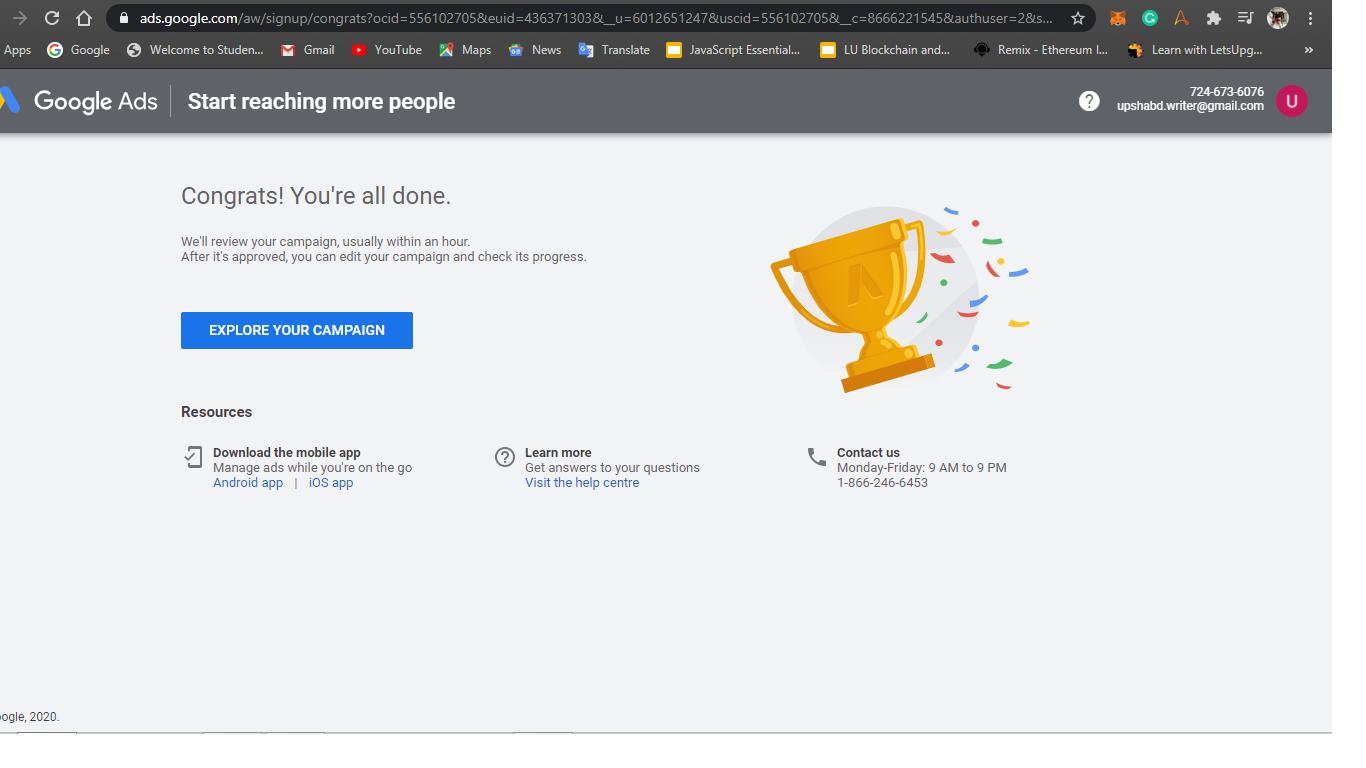 ads.google.com/aw/signup/congrats?ocid=556102705&euid=436371303&__u=6012651247&uscid=556102705&__c=8666221545&authuser=2&s...
Apps Google Welcome to Studen... Gmail YouTube Maps News Translate JavaScript Essential... LU Blockchain and... Remix - Ethereum I... Learn with LetsUpg... »
Google Ads Start reaching more people
724-673-6076
upshabd.writer@gmail.com
U
Congrats! You're all done.
We'll review your campaign, usually within an hour.
After it's approved, you can edit your campaign and check its progress.
EXPLORE YOUR CAMPAIGN
Resources
Download the mobile app
Manage ads while you're on the go
Android app | iOS app
Learn more
Get answers to your questions
Visit the help centre
Contact us
Monday-Friday: 9 AM to 9 PM
1-866-246-6453
oogle, 2020.